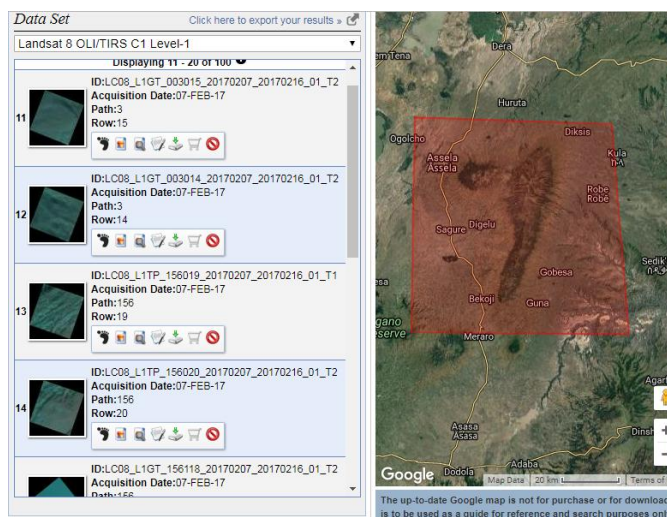 Data Set
Click here to export your results »
Landsat 8 OLI/TIRS C1 Level-1
Displaying 11 - 20 of 100
11
ID:LC08_L1GT_003015_20170207_20170216_01_T2
Acquisition Date:07-FEB-17
Path:3
Row:15
12
ID:LC08_L1GT_003014_20170207_20170216_01_T2
Acquisition Date:07-FEB-17
Path:3
Row:14
13
ID:LC08_L1TP_156019_20170207_20170216_01_T1
Acquisition Date:07-FEB-17
Path:156
Row:19
14
ID:LC08_L1TP_156020_20170207_20170216_01_T2
Acquisition Date:07-FEB-17
Path:156
Row:20
ID:LC08_L1GT_156118_20170207_20170216_01_T2
Acquisition Date:07-FEB-17
Path:156
em Tena
Dera
Huruta
Diksis
Ogolcho
Kula
ኩላ
Assela
Assela
Robe
Robe
Sagure
Digelu
Gobesa
Bekoji
Guna
gano
serve
Meraro
Agarf
Asasa
Asasa
Dinsh
Dodola
Adaba
Google
Map Data
20 km
Terms of
The up-to-date Google map is not for purchase or for download
is to be used as a guide for reference and search purposes onl